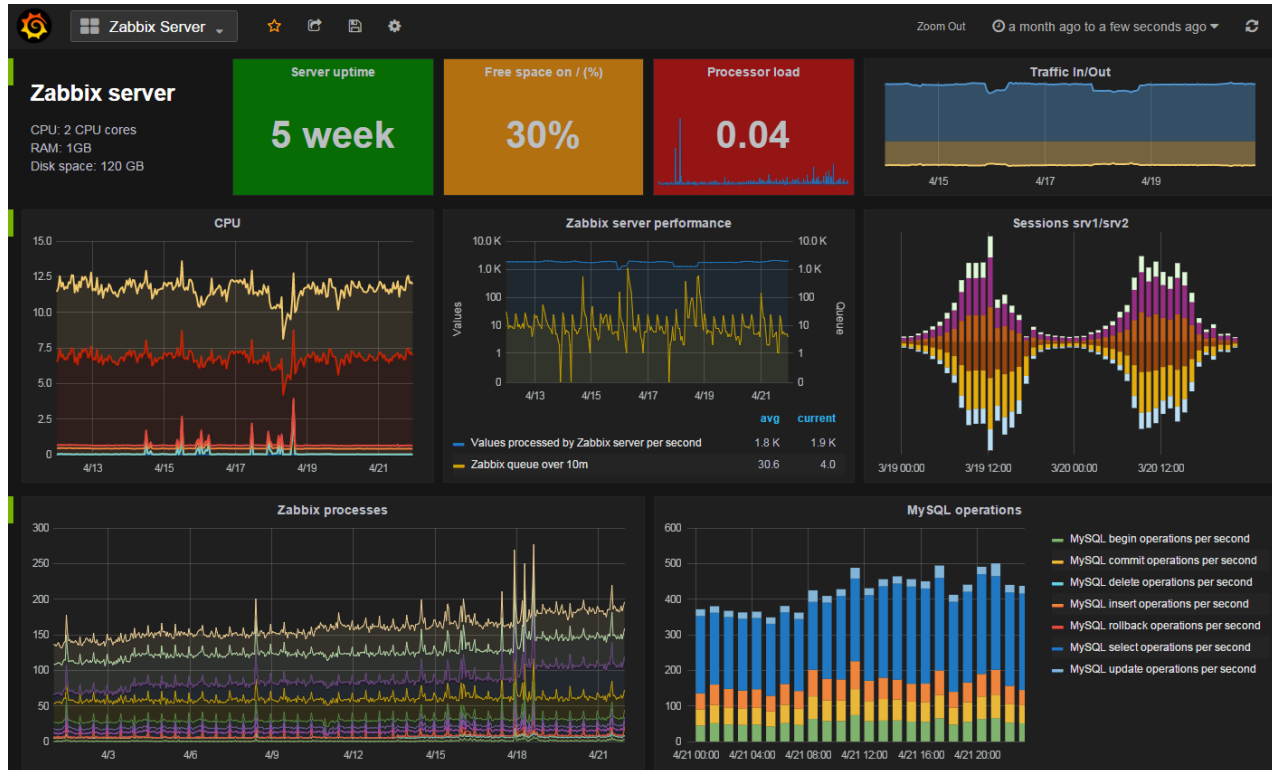 Zabbix Server
Zoom Out
a month ago to a few seconds ago
Zabbix server
CPU: 2 CPU cores
RAM: 1GB
Disk space: 120 GB
Server uptime
5 week
Free space on / (%)
30%
Processor load
0.04
Traffic In/Out
4/15 4/17 4/19
CPU
15.0
12.5
10.0
7.5
5.0
2.5
0
4/13 4/15 4/17 4/19 4/21
Zabbix server performance
10.0 K 10.0 K
1.0 K 1.0 K
100 100
10 10
1 1
0 0
Values
Queue
4/13 4/15 4/17 4/19 4/21
avg current
Values processed by Zabbix server per second 1.8 K 1.9 K
Zabbix queue over 10m 30.6 4.0
Sessions srv1/srv2
3/19 00:00 3/19 12:00 3/20 00:00 3/20 12:00
Zabbix processes
300
250
200
150
100
50
0
4/3 4/6 4/9 4/12 4/15 4/18 4/21
MySQL operations
600
500
400
300
200
100
0
4/21 00:00 4/21 04:00 4/21 08:00 4/21 12:00 4/21 16:00 4/21 20:00
MySQL begin operations per second
MySQL commit operations per second
MySQL delete operations per second
MySQL insert operations per second
MySQL rollback operations per second
MySQL select operations per second
MySQL update operations per second